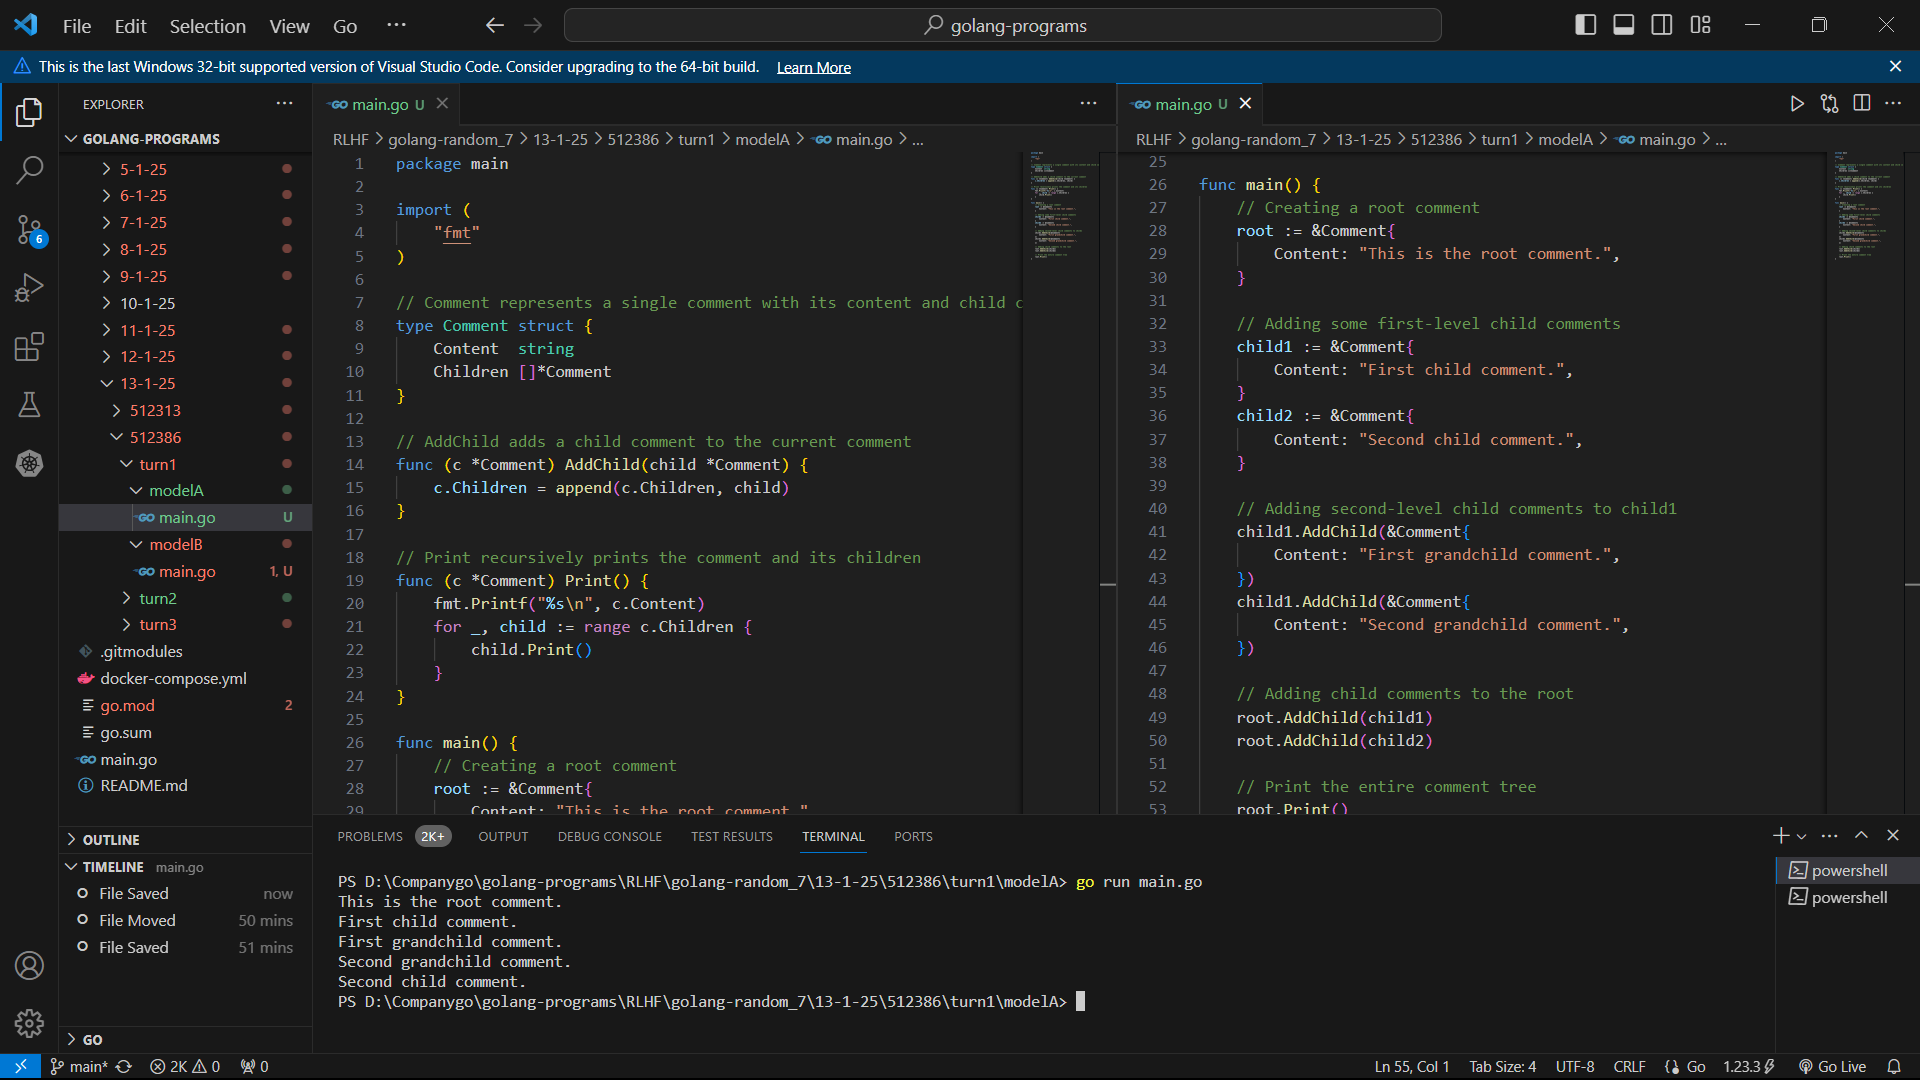 File Edit Selection View Go ···
golang-programs
This is the last Windows 32-bit supported version of Visual Studio Code. Consider upgrading to the 64-bit build. Learn More
EXPLORER
GOLANG-PROGRAMS
5-1-25
6-1-25
7-1-25
8-1-25
9-1-25
10-1-25
11-1-25
12-1-25
13-1-25
512313
512386
turn1
modelA
main.go U
modelB
main.go 1, U
turn2
turn3
.gitmodules
docker-compose.yml
go.mod 2
go.sum
main.go
README.md
OUTLINE
TIMELINE main.go
File Saved now
File Moved 50 mins
File Saved 51 mins
GO
6
main.go U
RLHF > golang-random_7 > 13-1-25 > 512386 > turn1 > modelA > main.go > ...
1 package main
2
3 import (
4 "fmt"
5 )
6
7 // Comment represents a single comment with its content and child c
8 type Comment struct {
9 Content  string
10 Children []*Comment
11 }
12
13 // AddChild adds a child comment to the current comment
14 func (c *Comment) AddChild(child *Comment) {
15 c.Children = append(c.Children, child)
16 }
17
18 // Print recursively prints the comment and its children
19 func (c *Comment) Print() {
20 fmt.Printf("%s\n", c.Content)
21 for _, child := range c.Children {
22 child.Print()
23 }
24 }
25
26 func main() {
27 // Creating a root comment
28 root := &Comment{
29 Content: "This is the root comment."
main.go U
RLHF > golang-random_7 > 13-1-25 > 512386 > turn1 > modelA > main.go > ...
25
26 func main() {
27 // Creating a root comment
28 root := &Comment{
29 Content: "This is the root comment.",
30 }
31
32 // Adding some first-level child comments
33 child1 := &Comment{
34 Content: "First child comment.",
35 }
36 child2 := &Comment{
37 Content: "Second child comment.",
38 }
39
40 // Adding second-level child comments to child1
41 child1.AddChild(&Comment{
42 Content: "First grandchild comment.",
43 })
44 child1.AddChild(&Comment{
45 Content: "Second grandchild comment.",
46 })
47
48 // Adding child comments to the root
49 root.AddChild(child1)
50 root.AddChild(child2)
51
52 // Print the entire comment tree
53 root.Print()
PROBLEMS 2K+ OUTPUT DEBUG CONSOLE TEST RESULTS TERMINAL PORTS
PS D:\Companygo\golang-programs\RLHF\golang-random_7\13-1-25\512386\turn1\modelA> go run main.go
This is the root comment.
First child comment.
First grandchild comment.
Second grandchild comment.
Second child comment.
PS D:\Companygo\golang-programs\RLHF\golang-random_7\13-1-25\512386\turn1\modelA>
powershell
powershell
main* 2K 0 0 Ln 55, Col 1 Tab Size: 4 UTF-8 CRLF Go 1.23.3 Go Live